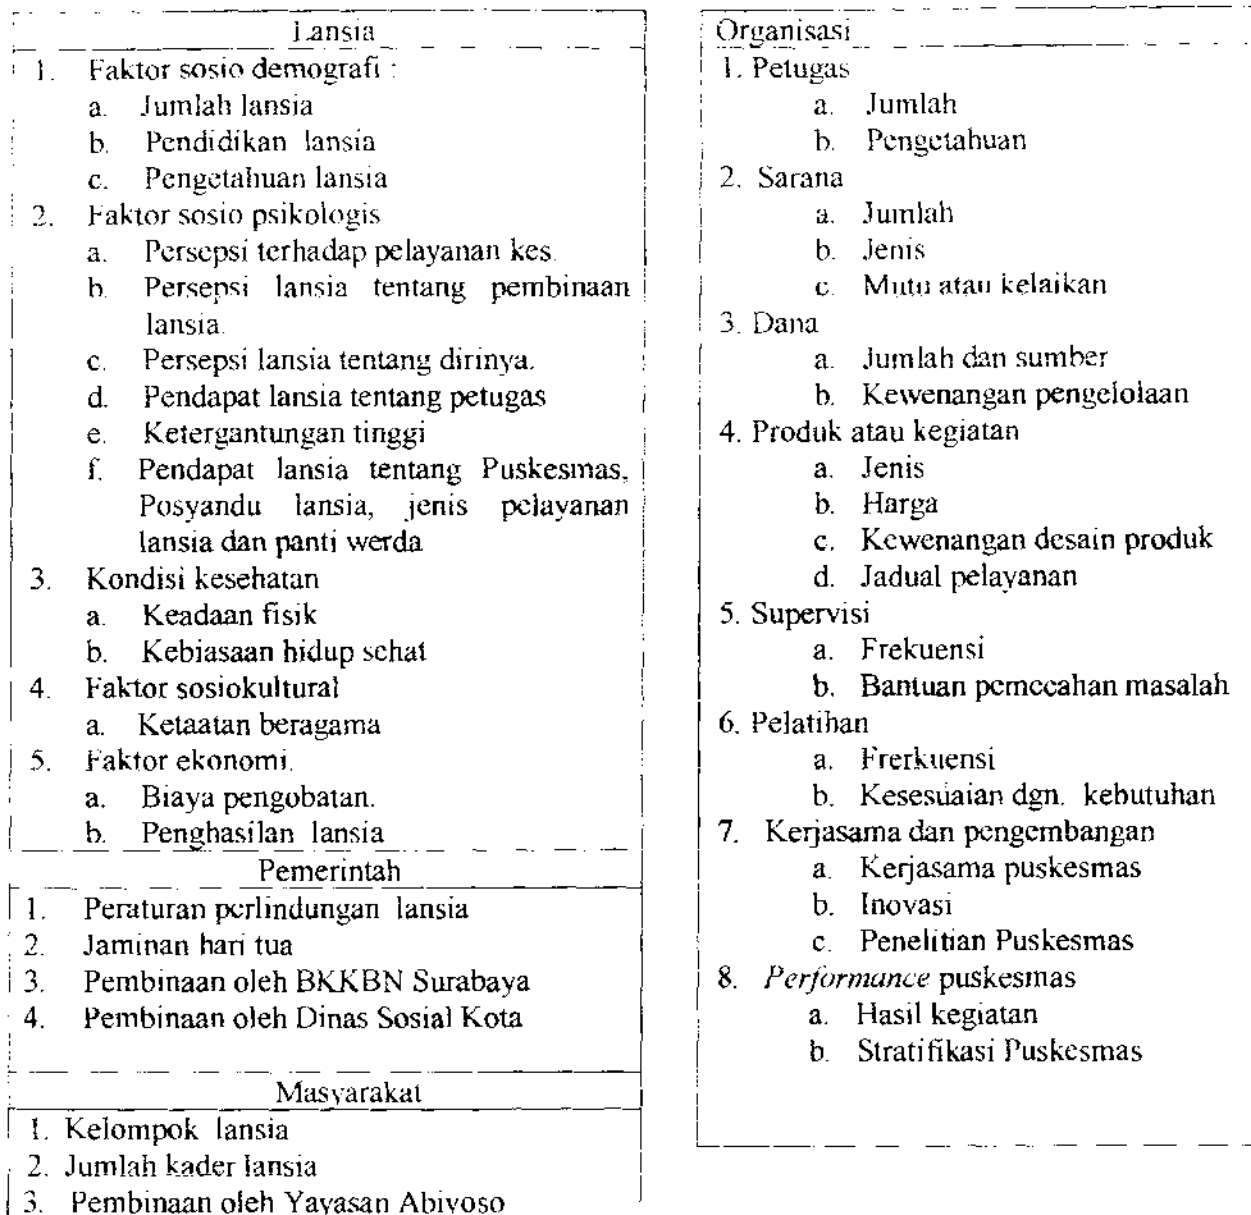 Lansia
1. Faktor sosio demografi :
a. Jumlah lansia
b. Pendidikan lansia
c. Pengetahuan lansia
2. Faktor sosio psikologis
a. Persepsi terhadap pelayanan kes.
b. Persepsi lansia tentang pembinaan
lansia.
c. Persepsi lansia tentang dirinya.
d. Pendapat lansia tentang petugas
e. Ketergantungan tinggi
f. Pendapat lansia tentang Puskesmas,
Posyandu lansia, jenis pelayanan
lansia dan panti werda
3. Kondisi kesehatan
a. Keadaan fisik
b. Kebiasaan hidup sehat
4. Faktor sosiokultural
a. Ketaatan beragama
5. Faktor ekonomi.
a. Biaya pengobatan.
b. Penghasilan lansia
Pemerintah
1. Peraturan perlindungan lansia
2. Jaminan hari tua
3. Pembinaan oleh BKKBN Surabaya
4. Pembinaan oleh Dinas Sosial Kota
Masyarakat
1. Kelompok lansia
2. Jumlah kader lansia
3. Pembinaan oleh Yayasan Abiyoso
Organisasi
1. Petugas
a. Jumlah
b. Pengetahuan
2. Sarana
a. Jumlah
b. Jenis
c. Mutu atau kelaikan
3. Dana
a. Jumlah dan sumber
b. Kewenangan pengelolaan
4. Produk atau kegiatan
a. Jenis
b. Harga
c. Kewenangan desain produk
d. Jadual pelayanan
5. Supervisi
a. Frekuensi
b. Bantuan pemecahan masalah
6. Pelatihan
a. Frerkuensi
b. Kesesuaian dgn. kebutuhan
7. Kerjasama dan pengembangan
a. Kerjasama puskesmas
b. Inovasi
c. Penelitian Puskesmas
8. Performance puskesmas
a. Hasil kegiatan
b. Stratifikasi Puskesmas